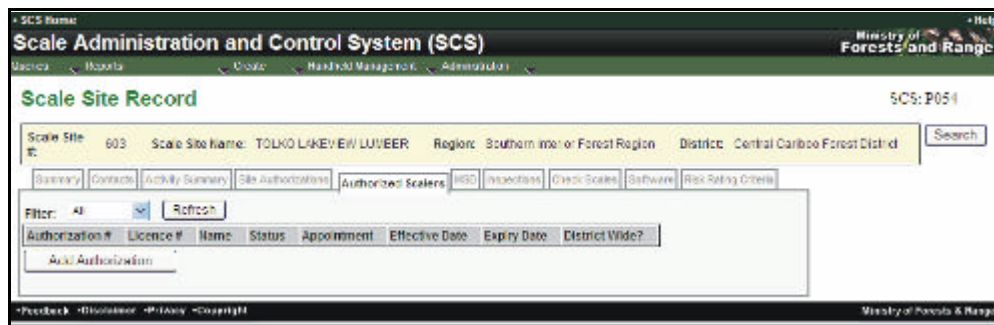 • SCS Home • Help
Scale Administration and Control System (SCS) Ministry of Forests and Range
Queries Reports Create Handheld Management Administration
Scale Site Record SCS: P054
Scale Site #: 603 Scale Site Name: TOLKO LAKEVIEW LUMBER Region: Southern Interior Forest Region District: Central Cariboo Forest District Search
Summary Contacts Activity Summary Site Authorizations Authorized Scalers HSD Inspections Check Scales Software Risk Rating Criteria
Filter: All Refresh
Authorization # Licence # Name Status Appointment Effective Date Expiry Date District Wide?
Add Authorization
•Feedback •Disclaimer •Privacy •Copyright Ministry of Forests & Range